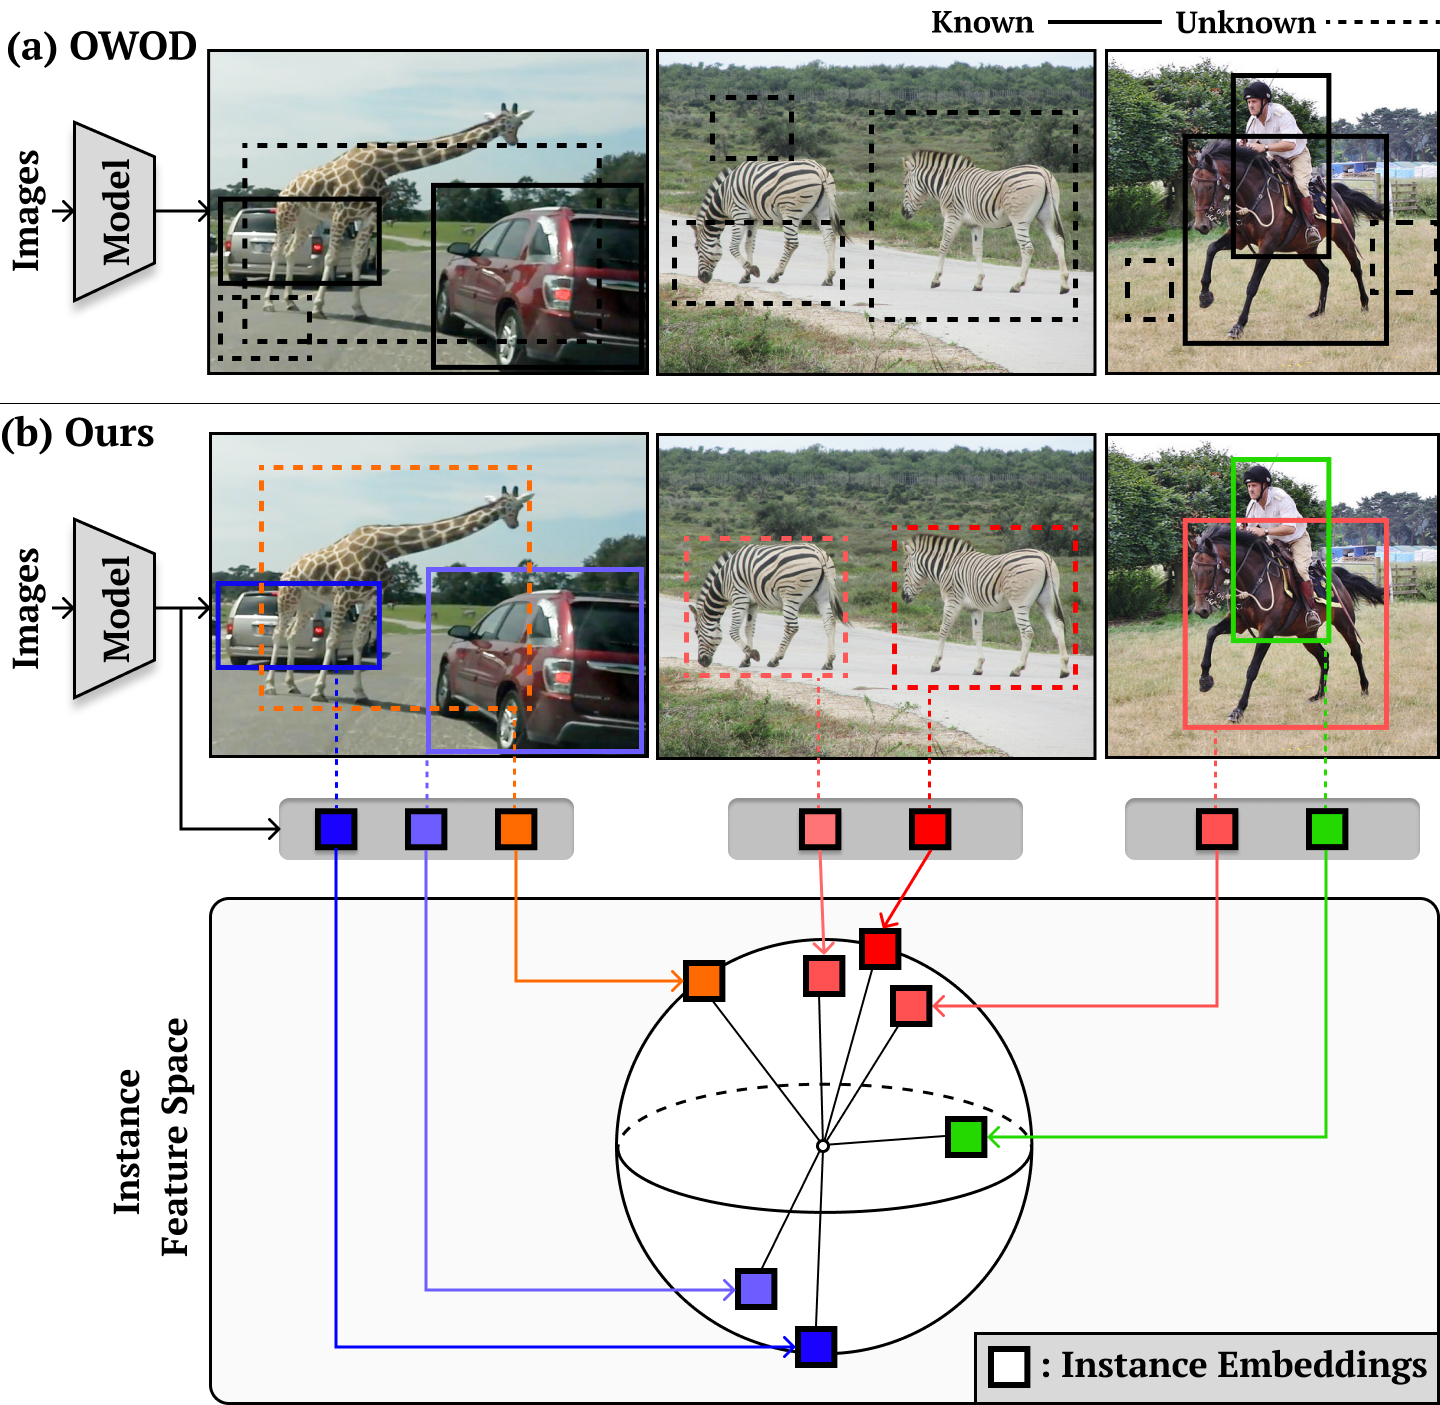 Known
Unknown
(a) OWOD
Images
Model
(b) Ours
Images
Model
Instance
Feature Space
: Instance Embeddings